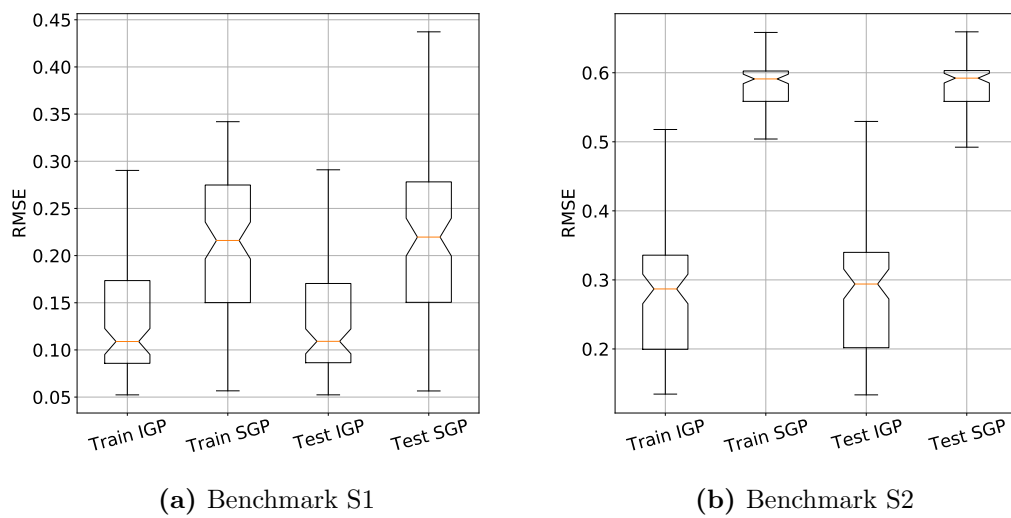 0.45
0.40
0.35
0.30
0.25
0.20
0.15
0.10
0.05
RMSE
Train IGP
Train SGP
Test IGP
Test SGP
(a) Benchmark S1
0.6
0.5
0.4
0.3
0.2
RMSE
Train IGP
Train SGP
Test IGP
Test SGP
(b) Benchmark S2